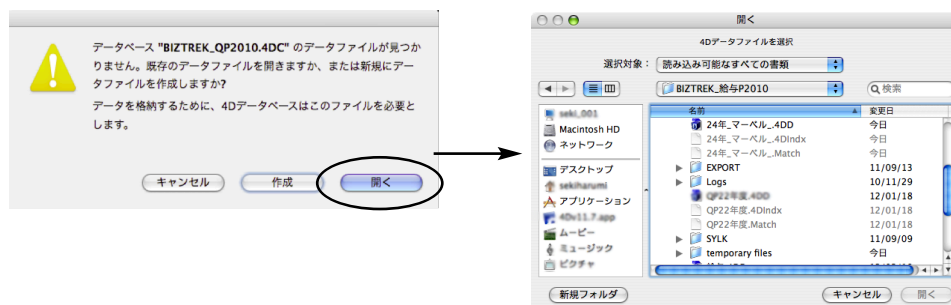 データベース "BIZTREK_QP2010.4DC" のデータファイルが見つか
りません。既存のデータファイルを開きますか、または新規にデー
タファイルを作成しますか?
データを格納するために、4Dデータベースはこのファイルを必要と
します。
キャンセル
作成
開く
開く
4Dデータファイルを選択
選択対象：
読み込み可能なすべての書類
BIZTREK_給与P2010
検索
名前
変更日
Macintosh HD
ネットワーク
デスクトップ
sekiharumi
アプリケーション
4Dv11.7.app
ムービー
ミュージック
ピクチャ
24年_マーベル_.4DD
今日
24年_マーベル_.4DIndx
今日
24年_マーベル_.Match
今日
EXPORT
11/09/13
Logs
10/11/29
QP22年度.4DD
12/01/18
QP22年度.4DIndx
12/01/18
QP22年度.Match
12/01/18
SYLK
11/09/09
temporary files
今日
新規フォルダ
キャンセル
開く